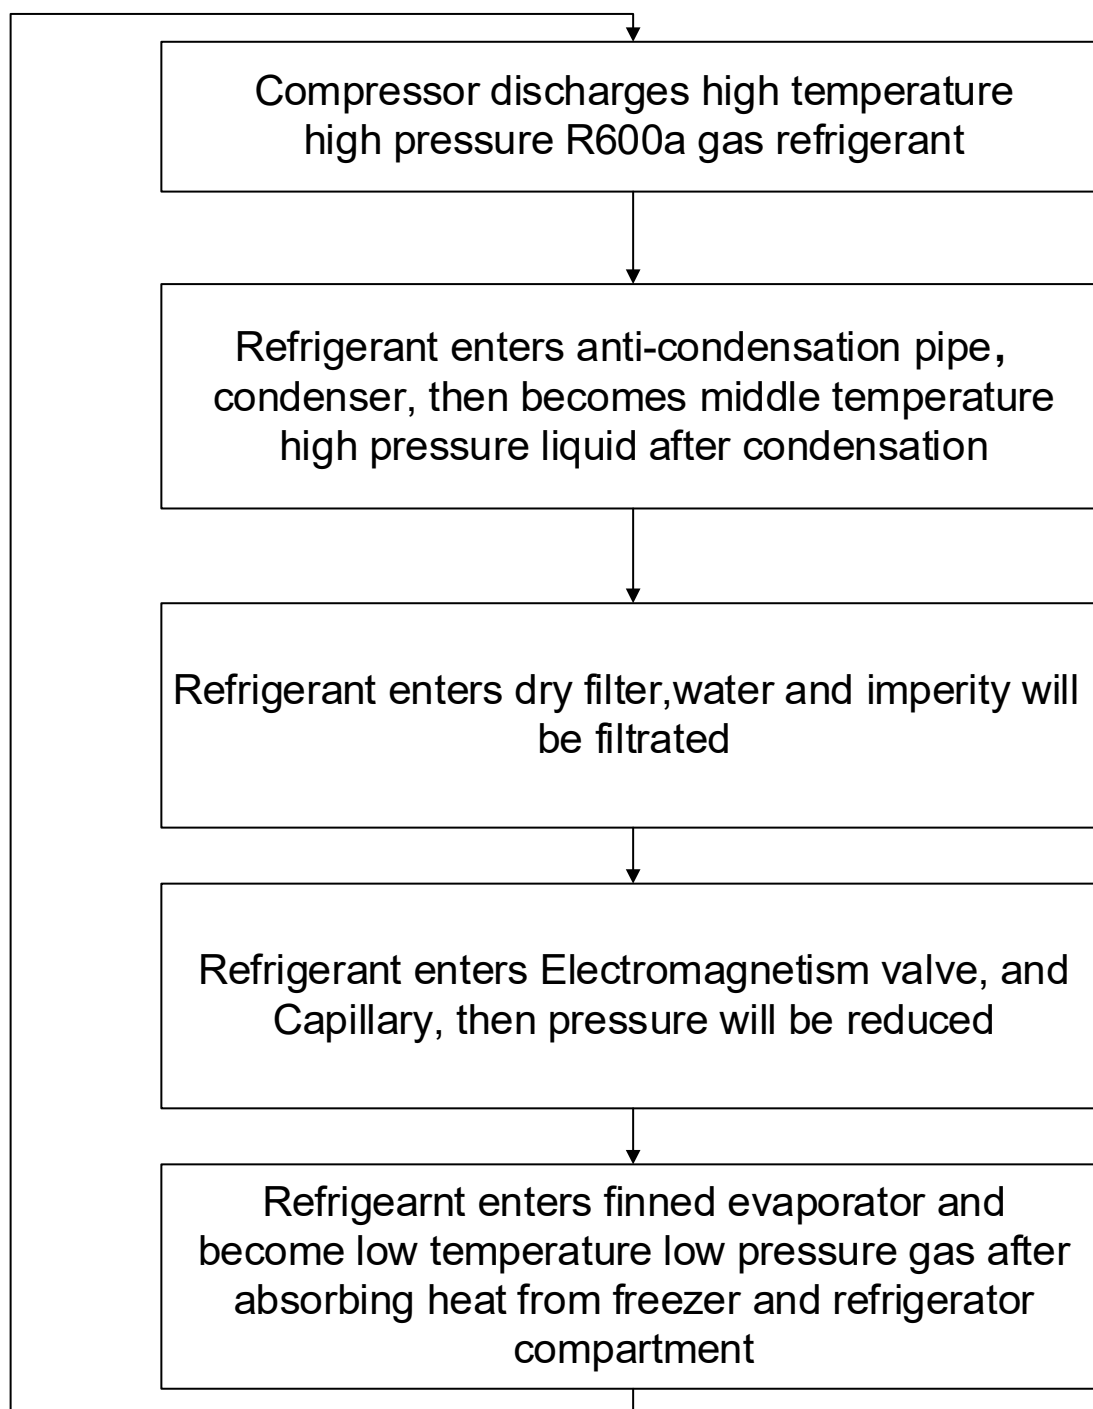 Compressor discharges high temperature
high pressure R600a gas refrigerant
Refrigerant enters anti-condensation pipe,
condenser, then becomes middle temperature
high pressure liquid after condensation
Refrigerant enters dry filter,water and imperity will
be filtrated
Refrigerant enters Electromagnetism valve, and
Capillary, then pressure will be reduced
Refrigearnt enters finned evaporator and
become low temperature low pressure gas after
absorbing heat from freezer and refrigerator
compartment